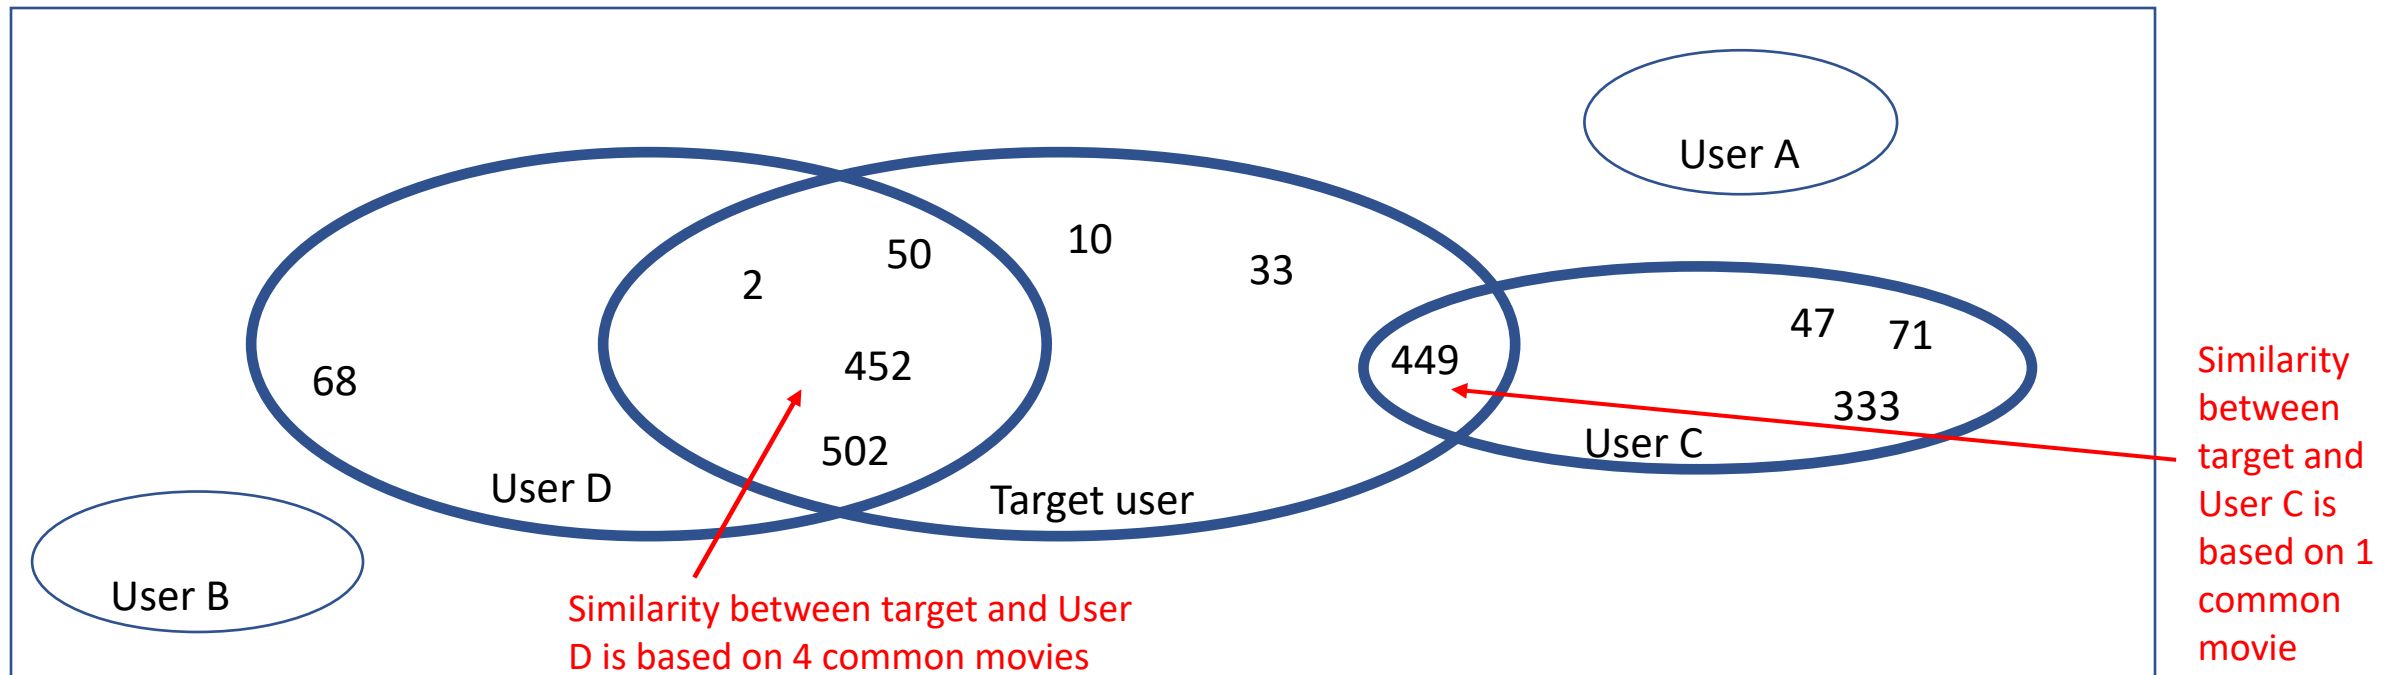 User A
50
10
33
2
47
71
449
452
68
333
User C
502
User D
Target user
User B
Similarity between target and User
D is based on 4 common movies
Similarity
between
target and
User C is
based on 1
common
movie